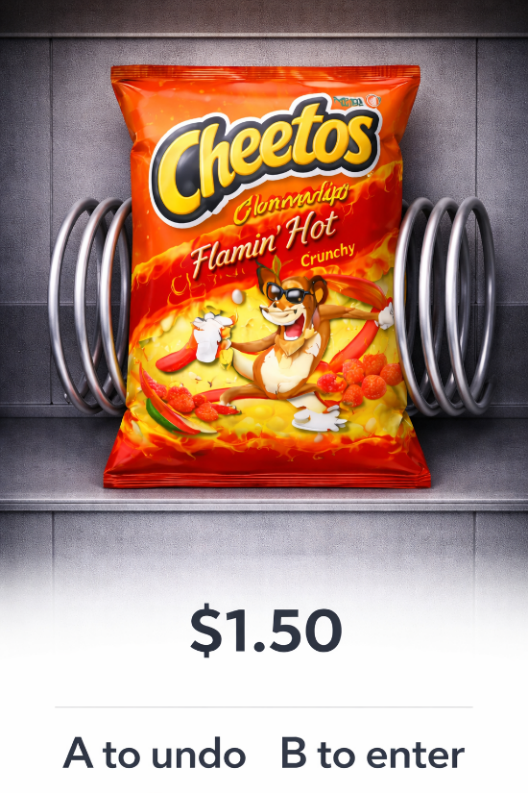 Cheetos
Flamin' Hot
Crunchy
$1.50
A to undo B to enter